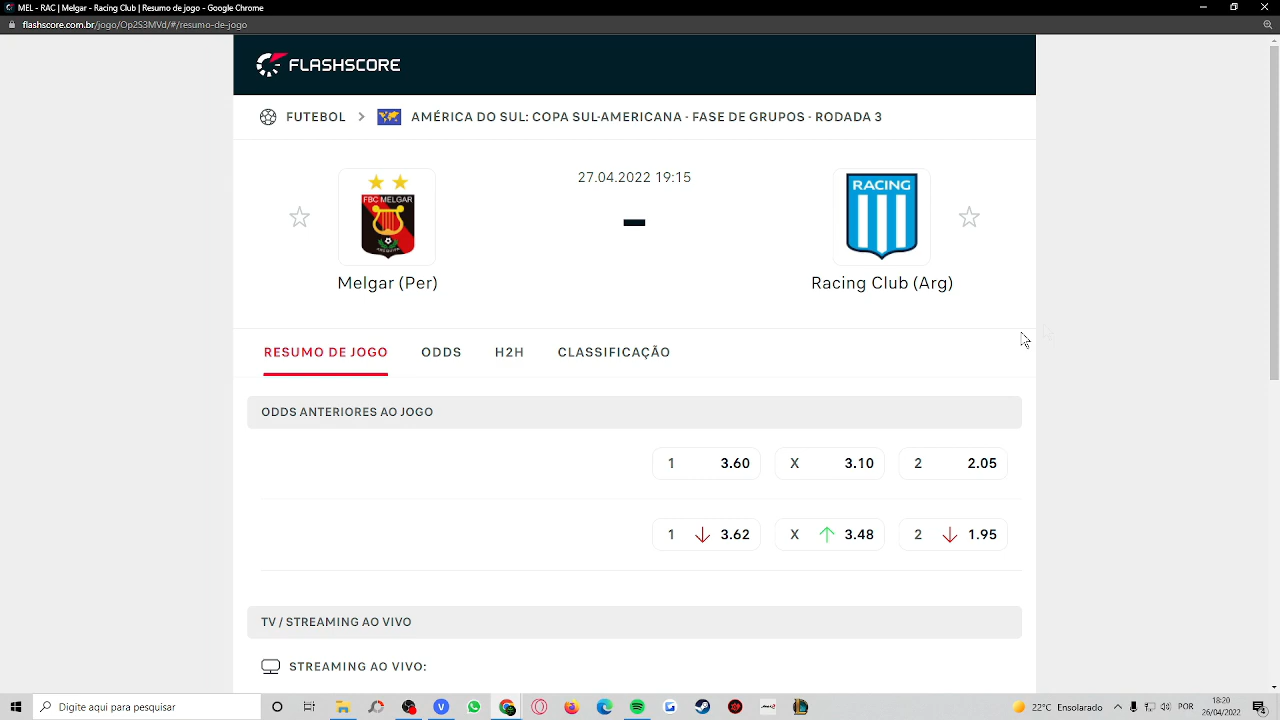 MEL - RAC | Melgar - Racing Club | Resumo de jogo - Google Chrome
flashscore.com.br/jogo/Op2S3MVd/#/resumo-de-jogo
FLASHSCORE
FUTEBOL > AMÉRICA DO SUL: COPA SUL-AMERICANA - FASE DE GRUPOS - RODADA 3
27.04.2022 19:15
FBC MELGAR
RACING
-
Melgar (Per)
Racing Club (Arg)
RESUMO DE JOGO ODDS H2H CLASSIFICAÇÃO
ODDS ANTERIORES AO JOGO
1 3.60 X 3.10 2 2.05
1 3.62 X 3.48 2 1.95
TV / STREAMING AO VIVO
STREAMING AO VIVO:
Digite aqui para pesquisar
22°C Ensolarado
POR
18:20
26/04/2022